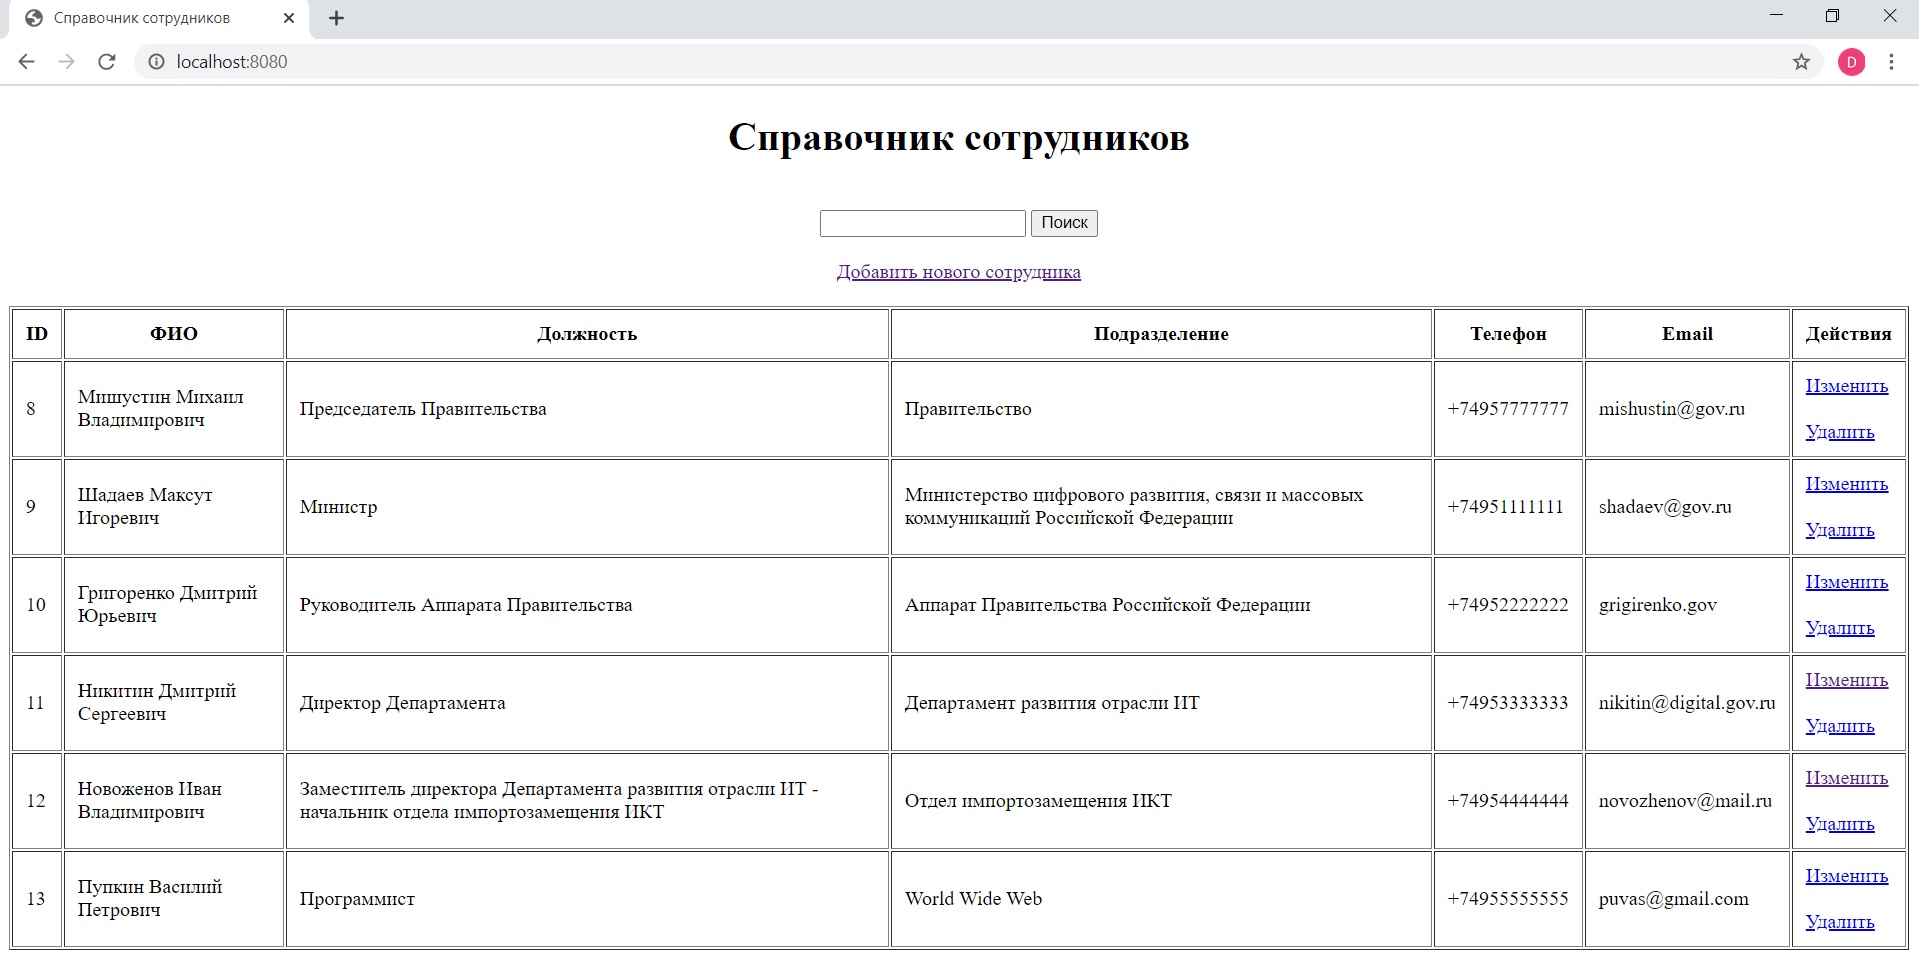 Справочник сотрудников
localhost:8080
D
Справочник сотрудников
Поиск
Добавить нового сотрудника
ID ФИО Должность Подразделение Телефон Email Действия
8 Мишустин Михаил Владимирович Председатель Правительства Правительство +74957777777 mishustin@gov.ru Изменить Удалить
9 Шадаев Максут Игоревич Министр Министерство цифрового развития, связи и массовых коммуникаций Российской Федерации +74951111111 shadaev@gov.ru Изменить Удалить
10 Григоренко Дмитрий Юрьевич Руководитель Аппарата Правительства Аппарат Правительства Российской Федерации +74952222222 grigirenko.gov Изменить Удалить
11 Никитин Дмитрий Сергеевич Директор Департамента Департамент развития отрасли ИТ +74953333333 nikitin@digital.gov.ru Изменить Удалить
12 Новоженов Иван Владимирович Заместитель директора Департамента развития отрасли ИТ - начальник отдела импортозамещения ИКТ Отдел импортозамещения ИКТ +74954444444 novozhenov@mail.ru Изменить Удалить
13 Пупкин Василий Петрович Программист World Wide Web +74955555555 puvas@gmail.com Изменить Удалить